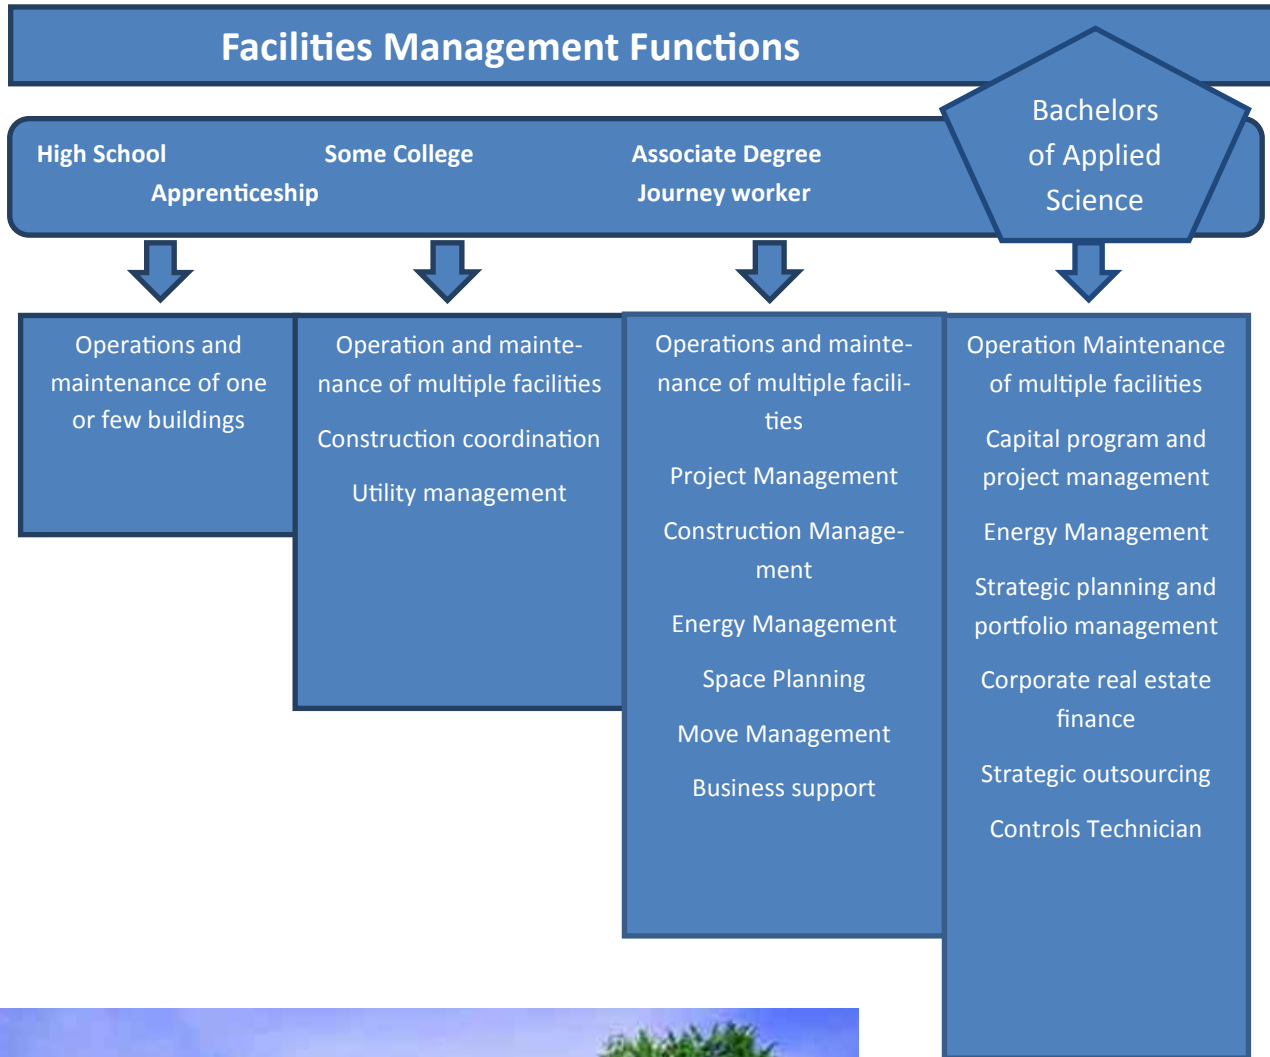 Facilities Management Functions
High School
Some College
Associate Degree
Apprenticeship
Journey worker
Bachelors
of Applied
Science
Operations and
maintenance of one
or few buildings
Operation and mainte-
nance of multiple facilities
Construction coordination
Utility management
Operations and mainte-
nance of multiple facili-
ties
Project Management
Construction Manage-
ment
Energy Management
Space Planning
Move Management
Business support
Operation Maintenance
of multiple facilities
Capital program and
project management
Energy Management
Strategic planning and
portfolio management
Corporate real estate
finance
Strategic outsourcing
Controls Technician